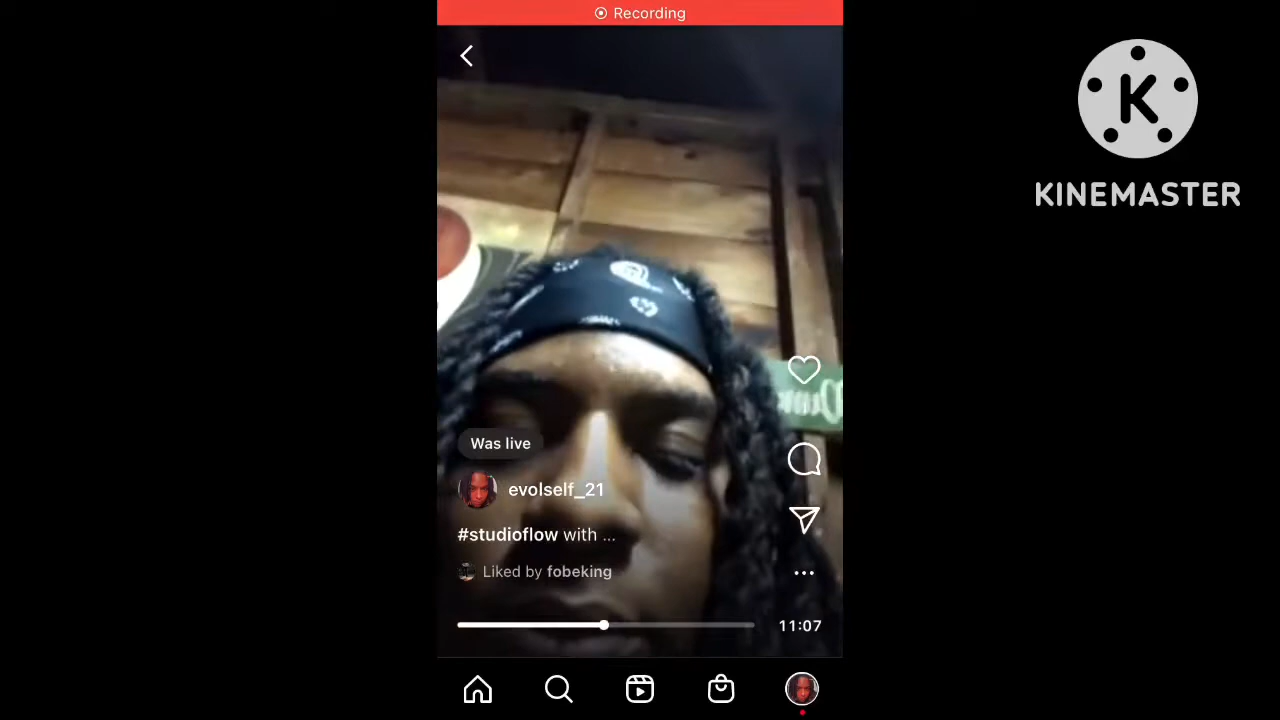 Recording
K
KINEMASTER
Was live
evolself_21
#studioflow with ...
Liked by fobeking
11:07